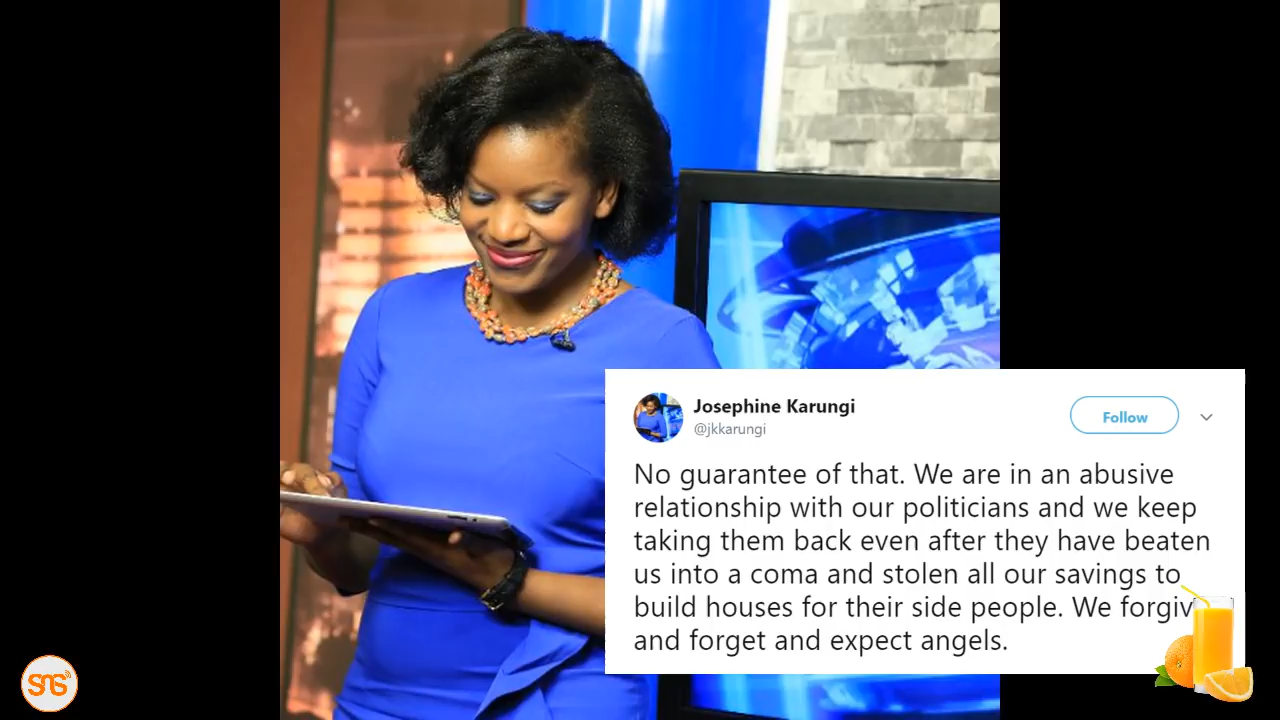 Josephine Karungi
@jkkarungi
Follow
No guarantee of that. We are in an abusive
relationship with our politicians and we keep
taking them back even after they have beaten
us into a coma and stolen all our savings to
build houses for their side people. We forgiv
and forget and expect angels.
SNS